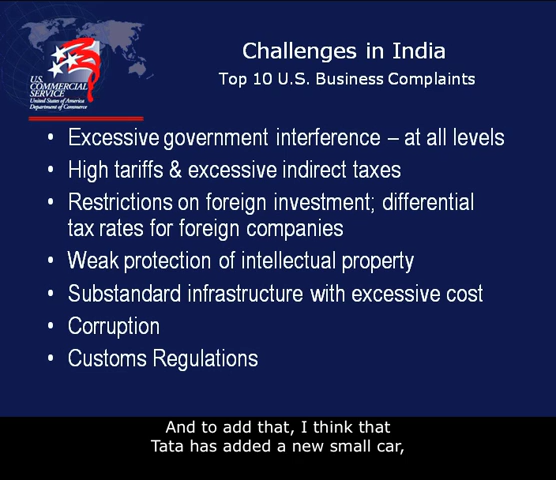 Challenges in India
Top 10 U.S. Business Complaints
U.S.
COMMERCIAL
SERVICE
United States of America
Department of Commerce
• Excessive government interference – at all levels
• High tariffs & excessive indirect taxes
• Restrictions on foreign investment; differential
tax rates for foreign companies
• Weak protection of intellectual property
• Substandard infrastructure with excessive cost
• Corruption
• Customs Regulations
And to add that, I think that
Tata has added a new small car,